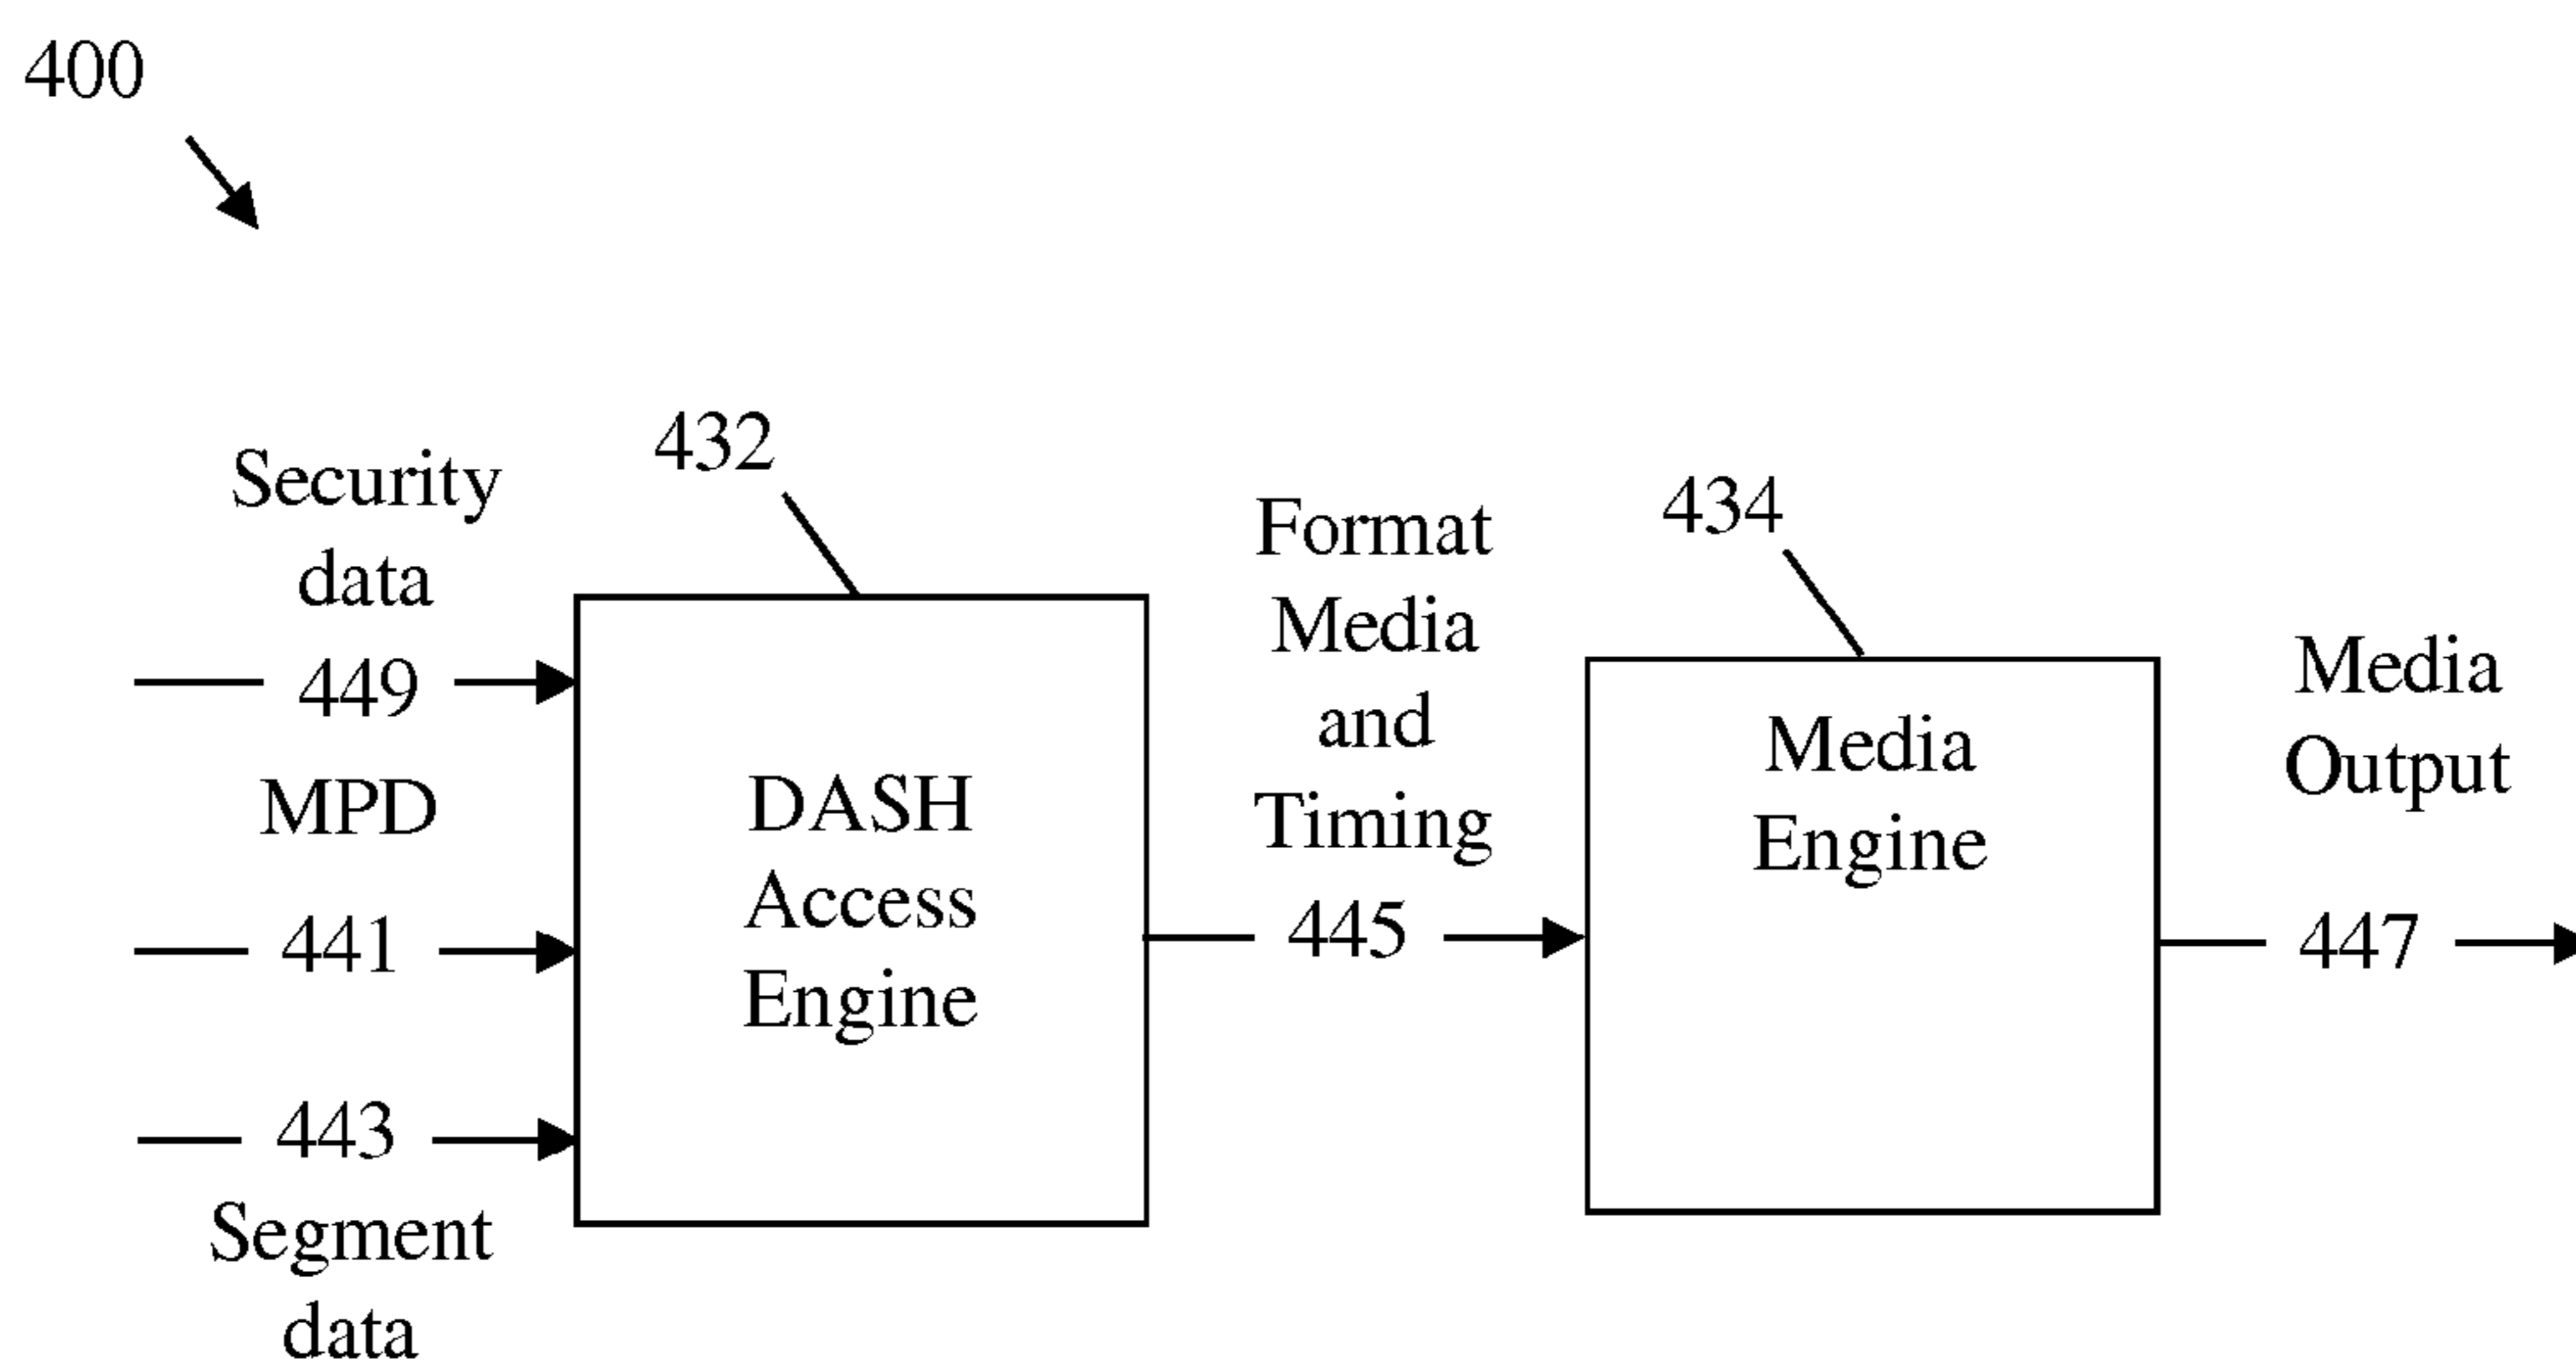 400
432
Security
data
449
MPD
441
443
Segment
data
DASH
Access
Engine
Format
Media
and
Timing
445
434
Media
Engine
Media
Output
447